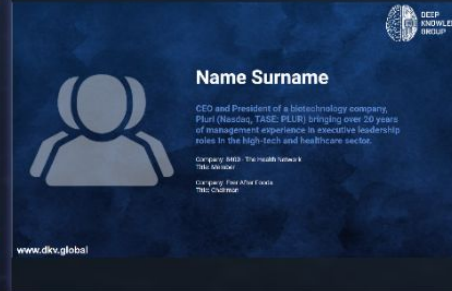 DEEP
KNOWLEDGE
GROUP
Name Surname
CEO and President of a biotechnology company,
Pluri (Nasdaq, TASE: PLUR) bringing over 20 years
of management experience in executive leadership
roles in the high-tech and healthcare sector.
Company: 8400 - The Health Network
Title: Member
Company: Ever After Foods
Title: Chairman
www.dkv.global